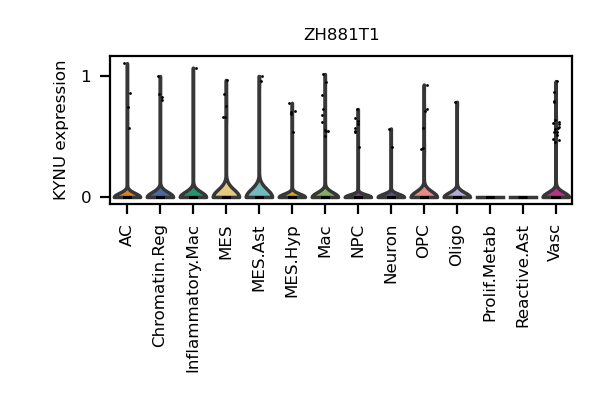 ZH881T1
KYNU expression
1
0
AC
Chromatin.Reg
Inflammatory.Mac
MES
MES.Ast
MES.Hyp
Mac
NPC
Neuron
OPC
Oligo
Prolif.Metab
Reactive.Ast
Vasc